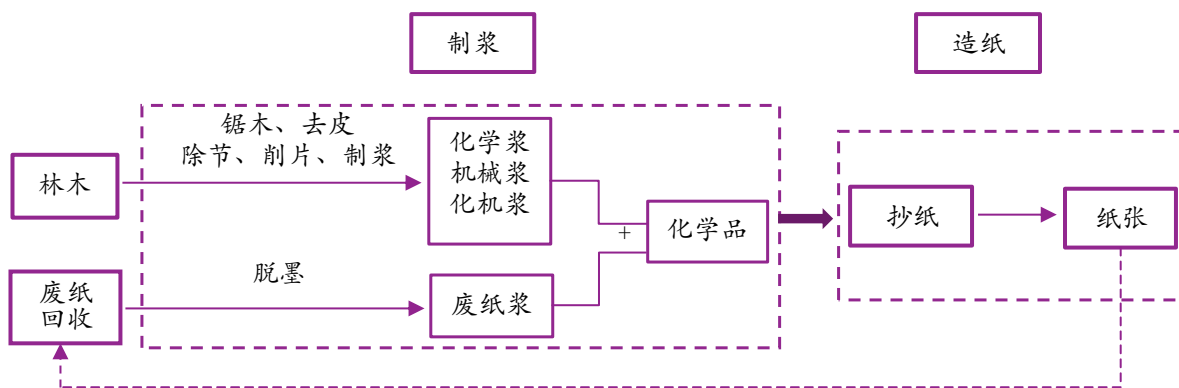 制浆
造纸
锯木、去皮
除节、削片、制浆
林木
化学浆
机械浆
化机浆
+
化学品
抄纸
纸张
脱墨
废纸
回收
废纸浆